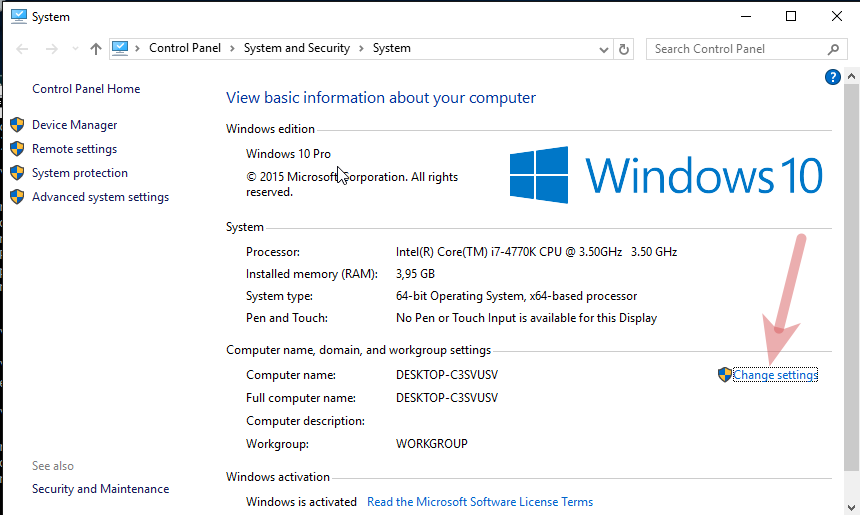 System
Control Panel > System and Security > System
Search Control Panel
Control Panel Home
Device Manager
Remote settings
System protection
Advanced system settings
See also
Security and Maintenance
?
View basic information about your computer
Windows edition
Windows 10 Pro
© 2015 Microsoft Corporation. All rights
reserved.
Windows 10
System
Processor: Intel(R) Core(TM) i7-4770K CPU @ 3.50GHz 3.50 GHz
Installed memory (RAM): 3,95 GB
System type: 64-bit Operating System, x64-based processor
Pen and Touch: No Pen or Touch Input is available for this Display
Computer name, domain, and workgroup settings
Computer name: DESKTOP-C3SVUSV
Change settings
Full computer name: DESKTOP-C3SVUSV
Computer description:
Workgroup: WORKGROUP
Windows activation
Windows is activated Read the Microsoft Software License Terms